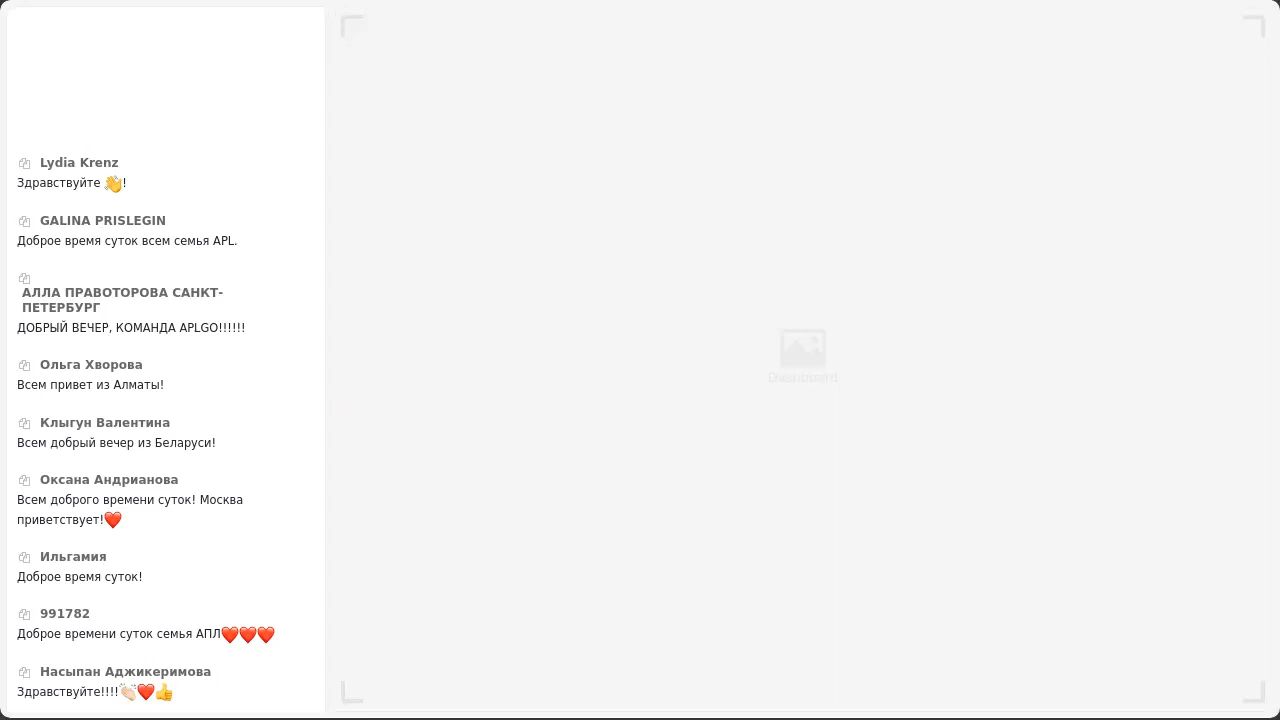 Lydia Krenz
Здравствуйте 👋!
GALINA PRISLEGIN
Доброе время суток всем семья APL.
АЛЛА ПРАВОТОРОВА САНКТ-
ПЕТЕРБУРГ
ДОБРЫЙ ВЕЧЕР, КОМАНДА APLGO!!!!!!
Ольга Хворова
Всем привет из Алматы!
Клыгун Валентина
Всем добрый вечер из Беларуси!
Оксана Андрианова
Всем доброго времени суток! Москва
приветствует!❤️
Ильгамия
Доброе время суток!
991782
Доброе времени суток семья АПЛ❤️❤️❤️
Насыпан Аджикеримова
Здравствуйте!!!!👏🏻❤️👍